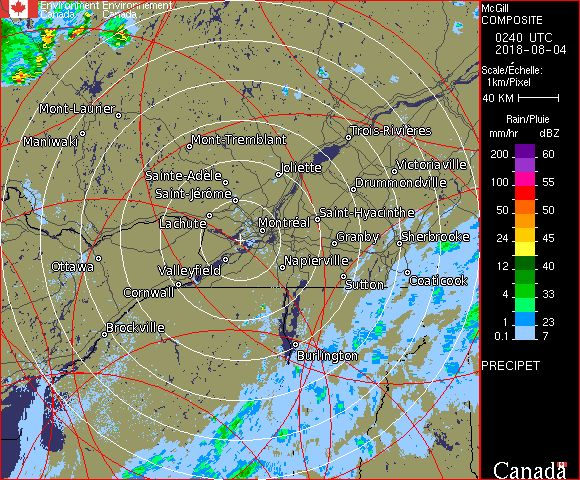 Environment Environnement
Canada Canada
McGill
COMPOSITE
0240 UTC
2018-08-04
Scale/Échelle:
1km/Pixel
40 KM
Rain/Pluie
mm/hr dBZ
200 60
100 55
50 50
24 45
12 40
4 33
1 23
0.1 7
PRECIPET
Canada
Mont-Laurier
Maniwaki
Mont-Tremblant
Trois-Rivières
Joliette
Victoriaville
Sainte-Adèle
Drummondville
Saint-Jérôme
Lachute
Saint-Hyacinthe
Montréal
Granby
Sherbrooke
Ottawa
Valleyfield
Napierville
Cornwall
Sutton
Coaticook
Brockville
Burlington